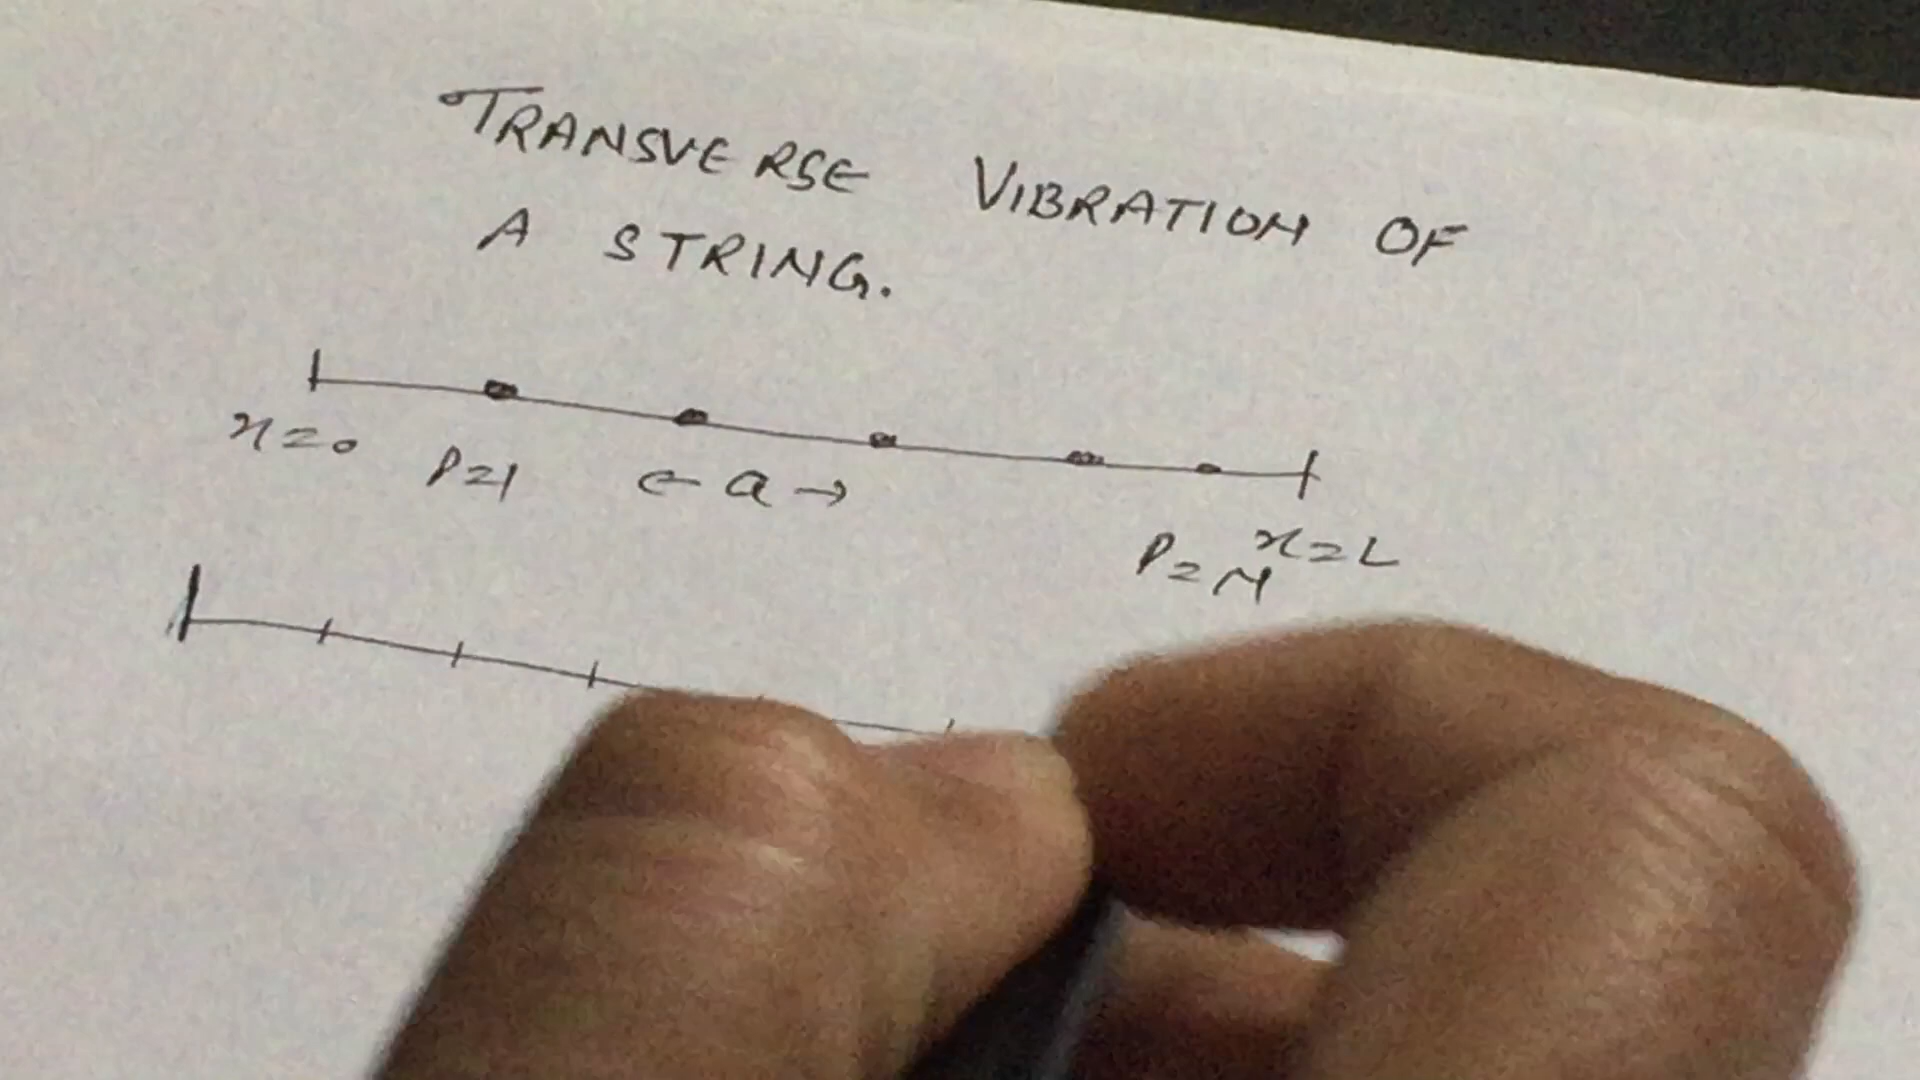 TRANSVERSE VIBRATION OF
A STRING.
x=0 P=1 ← a → P=N x=L